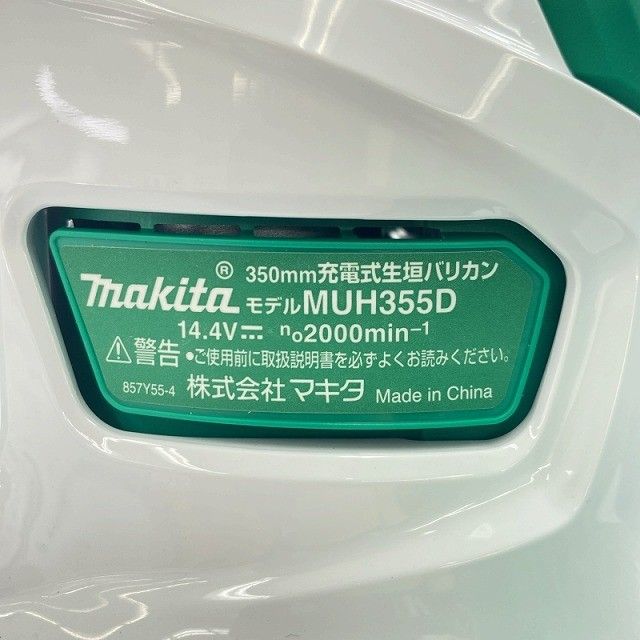 350mm充電式生垣バリカン
makita® モデルMUH355D
14.4V⎓ n₀2000min⁻¹
⚠警告 •ご使用前に取扱説明書を必ずよくお読みください。
857Y55-4 株式会社マキタ Made in China